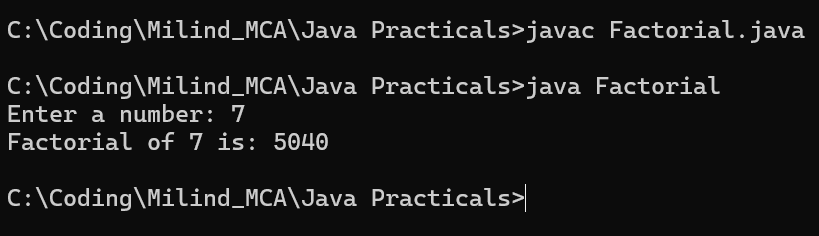 C:\Coding\Milind_MCA\Java Practicals>javac Factorial.java
C:\Coding\Milind_MCA\Java Practicals>java Factorial
Enter a number: 7
Factorial of 7 is: 5040
C:\Coding\Milind_MCA\Java Practicals>